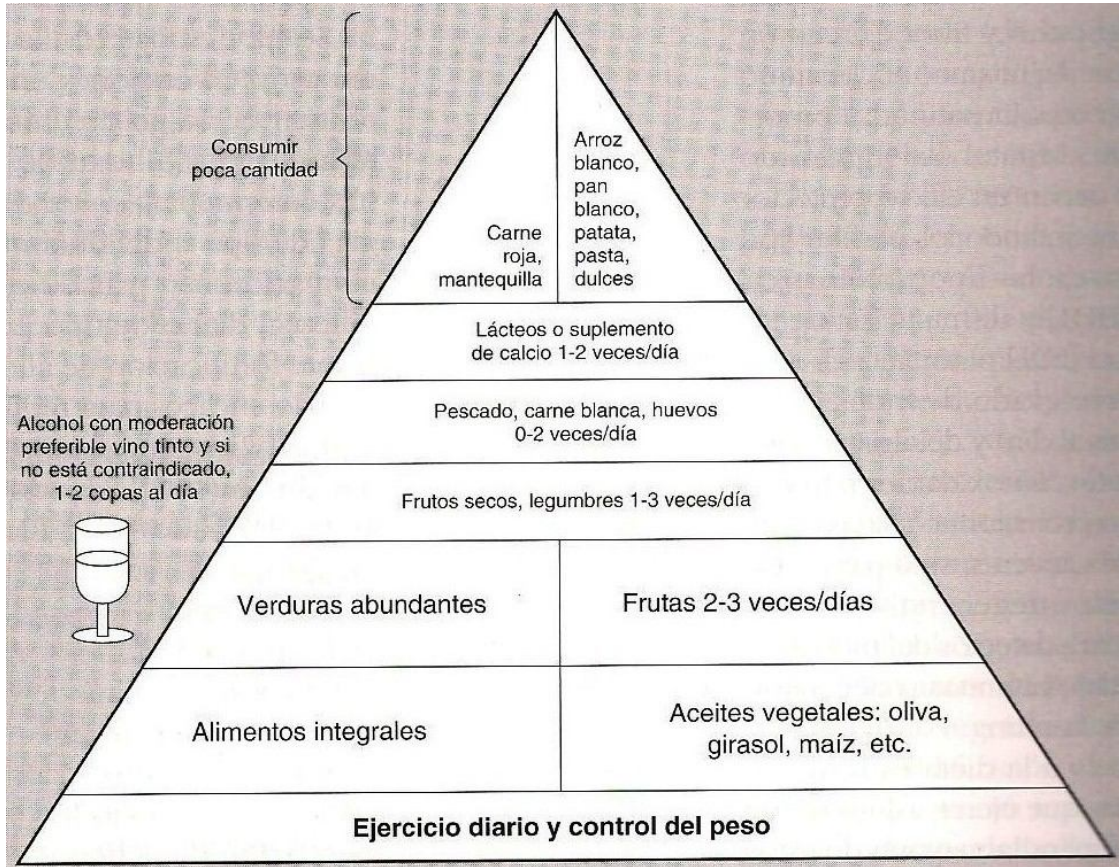 Consumir
poca cantidad
Carne
roja,
mantequilla
Arroz
blanco,
pan
blanco,
patata,
pasta,
dulces
Lácteos o suplemento
de calcio 1-2 veces/día
Pescado, carne blanca, huevos
0-2 veces/día
Alcohol con moderación
preferible vino tinto y si
no está contraindicado,
1-2 copas al día
Frutos secos, legumbres 1-3 veces/día
Verduras abundantes
Frutas 2-3 veces/días
Alimentos integrales
Aceites vegetales: oliva,
girasol, maíz, etc.
Ejercicio diario y control del peso